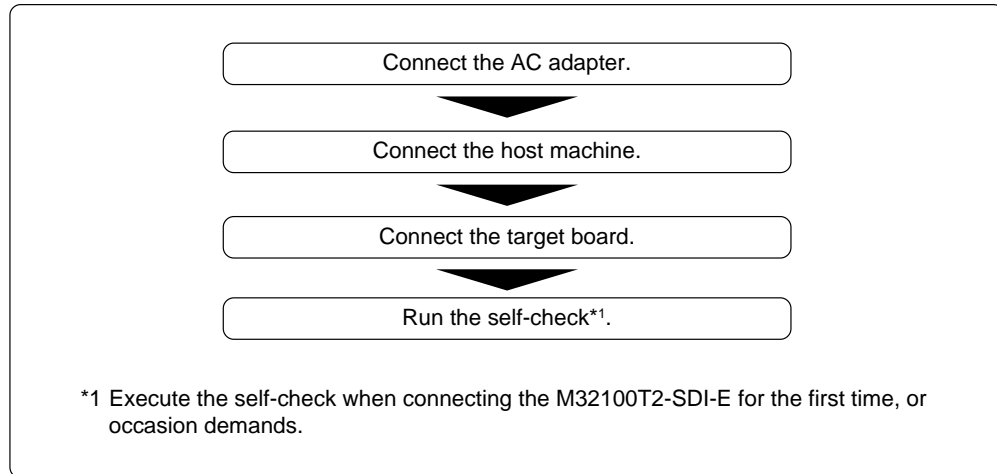 Connect the AC adapter.
Connect the host machine.
Connect the target board.
Run the self-check*1.
*1 Execute the self-check when connecting the M32100T2-SDI-E for the first time, or
occasion demands.